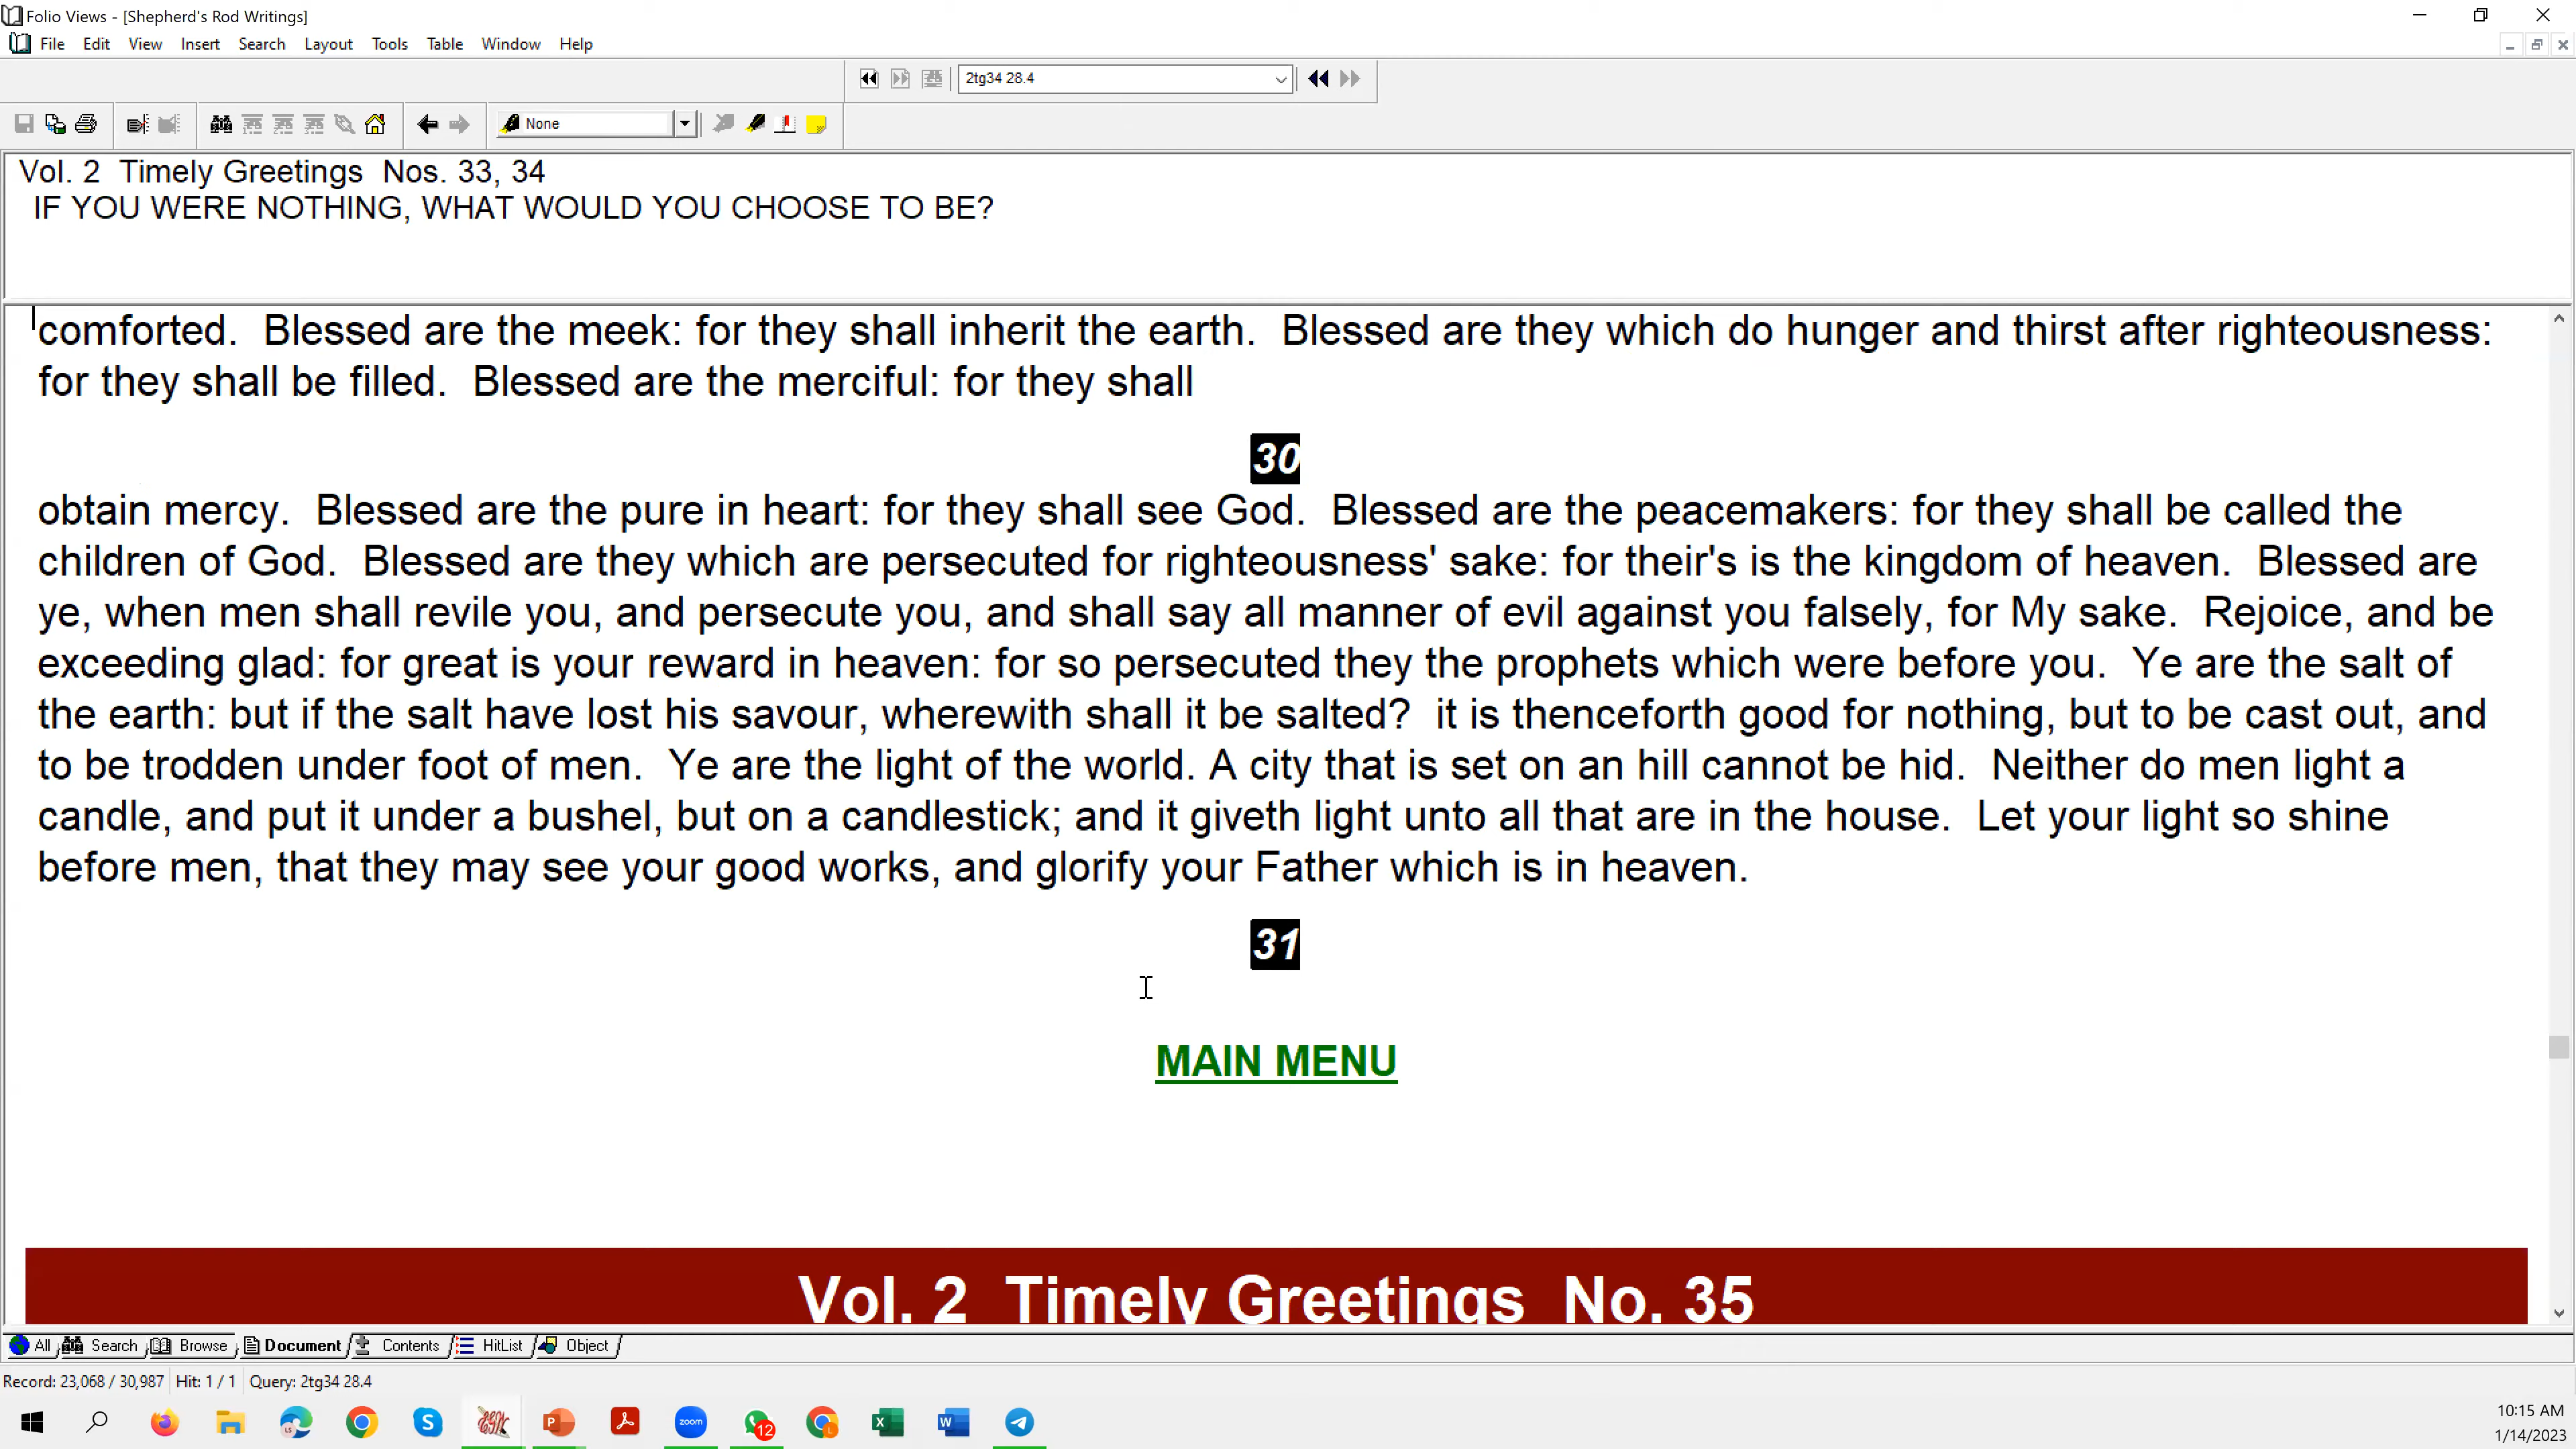 Folio Views - [Shepherd's Rod Writings]
File Edit View Insert Search Layout Tools Table Window Help
2tg34 28.4
None
Vol. 2 Timely Greetings Nos. 33, 34
IF YOU WERE NOTHING, WHAT WOULD YOU CHOOSE TO BE?
comforted. Blessed are the meek: for they shall inherit the earth. Blessed are they which do hunger and thirst after righteousness:
for they shall be filled. Blessed are the merciful: for they shall
30
obtain mercy. Blessed are the pure in heart: for they shall see God. Blessed are the peacemakers: for they shall be called the
children of God. Blessed are they which are persecuted for righteousness' sake: for their's is the kingdom of heaven. Blessed are
ye, when men shall revile you, and persecute you, and shall say all manner of evil against you falsely, for My sake. Rejoice, and be
exceeding glad: for great is your reward in heaven: for so persecuted they the prophets which were before you. Ye are the salt of
the earth: but if the salt have lost his savour, wherewith shall it be salted? it is thenceforth good for nothing, but to be cast out, and
to be trodden under foot of men. Ye are the light of the world. A city that is set on an hill cannot be hid. Neither do men light a
candle, and put it under a bushel, but on a candlestick; and it giveth light unto all that are in the house. Let your light so shine
before men, that they may see your good works, and glorify your Father which is in heaven.
31
MAIN MENU
Vol. 2 Timely Greetings No. 35
All Search Browse Document Contents HitList Object
Record: 23,068 / 30,987 Hit: 1 / 1 Query: 2tg34 28.4
zoom
12
10:15 AM
1/14/2023